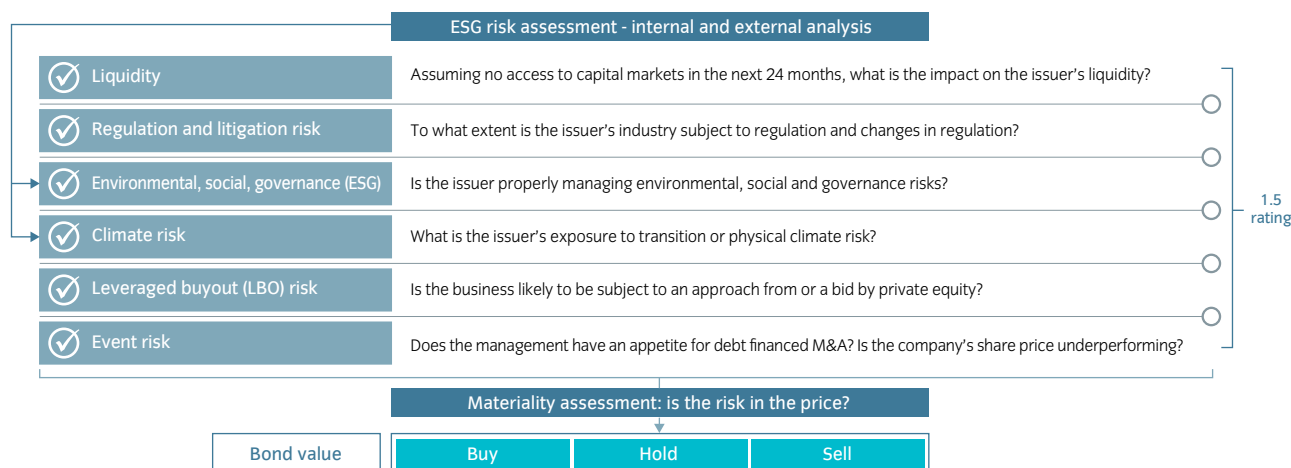 ESG risk assessment - internal and external analysis
Liquidity
Assuming no access to capital markets in the next 24 months, what is the impact on the issuer’s liquidity?
Regulation and litigation risk
To what extent is the issuer’s industry subject to regulation and changes in regulation?
Environmental, social, governance (ESG)
Is the issuer properly managing environmental, social and governance risks?
Climate risk
What is the issuer’s exposure to transition or physical climate risk?
Leveraged buyout (LBO) risk
Is the business likely to be subject to an approach from or a bid by private equity?
Event risk
Does the management have an appetite for debt financed M&A? Is the company’s share price underperforming?
1.5
rating
Materiality assessment: is the risk in the price?
Bond value
Buy
Hold
Sell